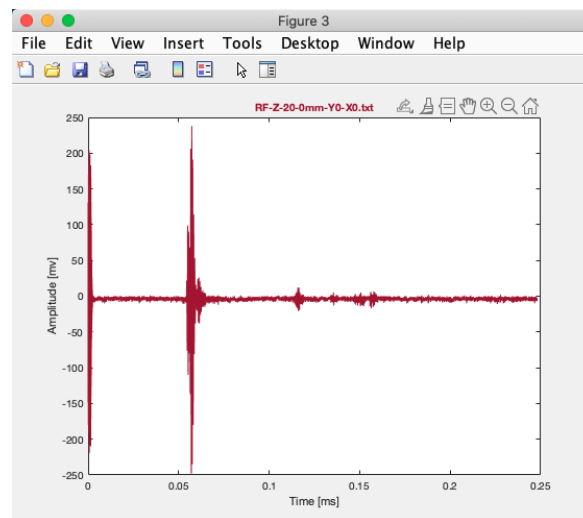 Figure 3
File Edit View Insert Tools Desktop Window Help
RF-Z-20-0mm-Y0-X0.txt
250
200
150
100
50
0
-50
-100
-150
-200
-250
Amplitude [mv]
0 0.05 0.1 0.15 0.2 0.25
Time [ms]